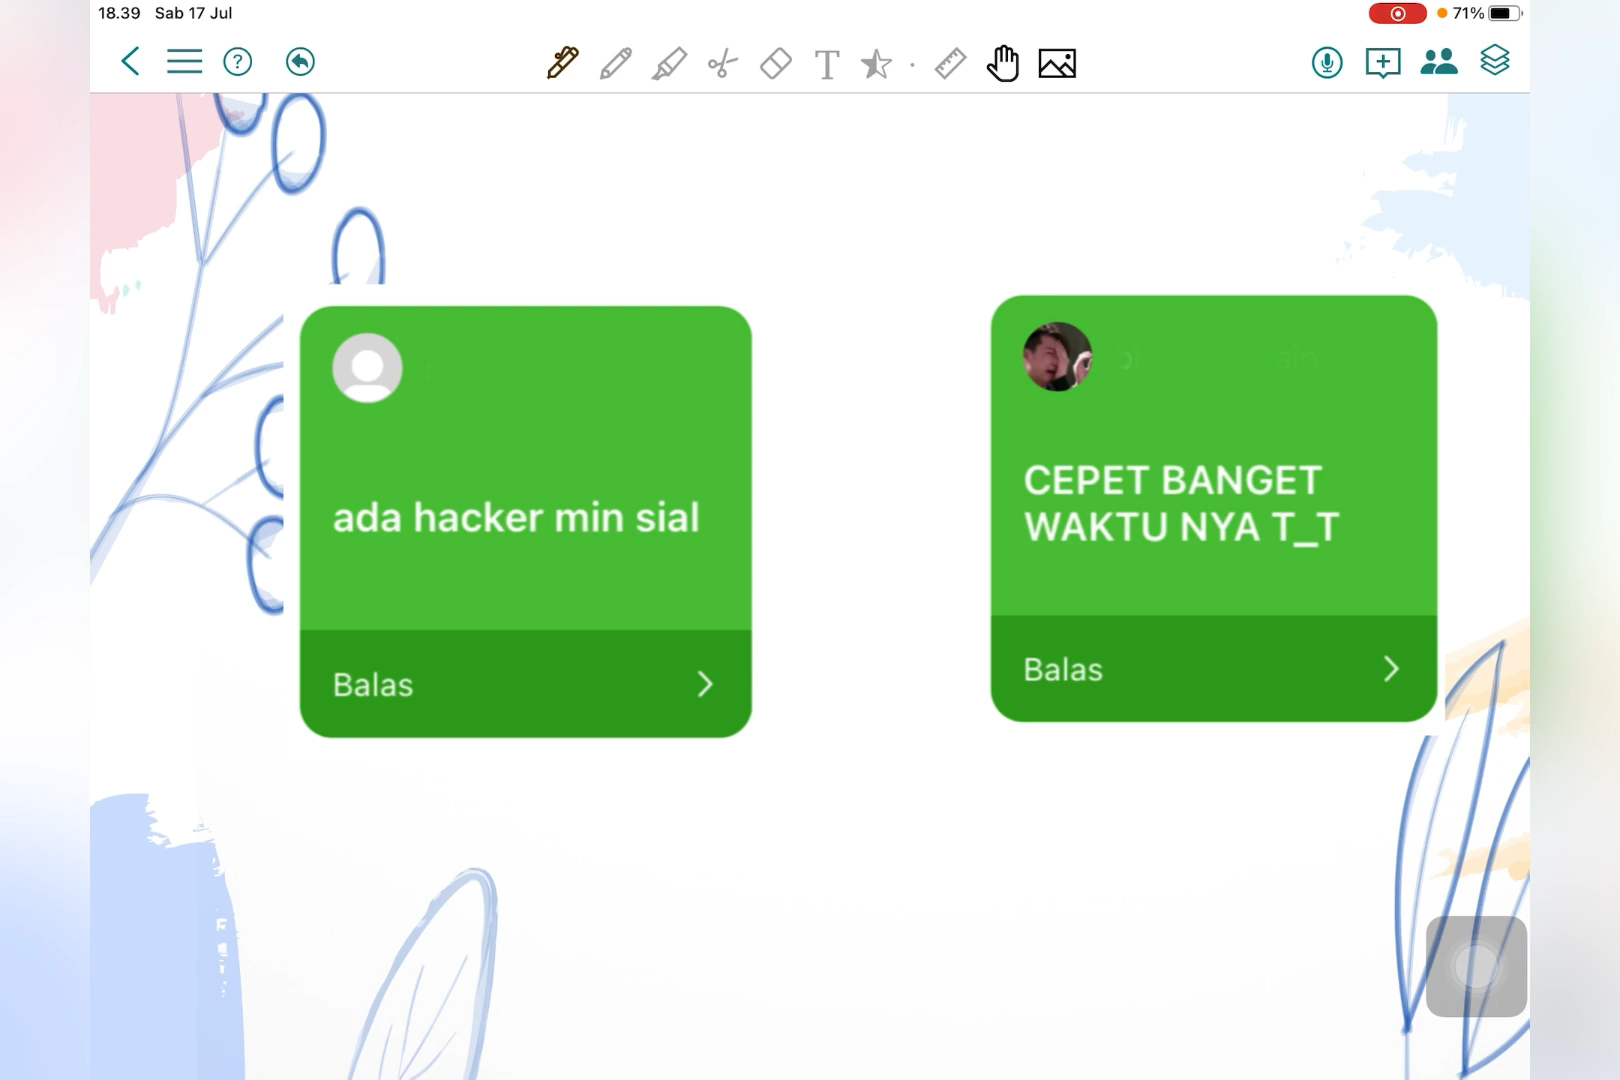 18.39 Sab 17 Jul
71%
T
ada hacker min sial
Balas
CEPET BANGET
WAKTU NYA T_T
Balas